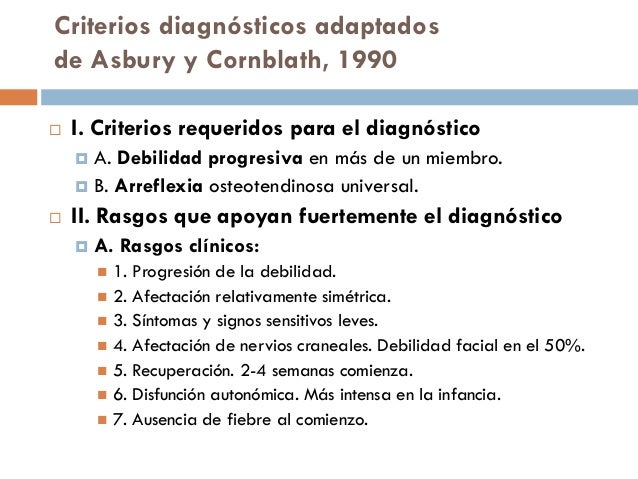 Criterios diagnósticos adaptados
de Asbury y Cornblath, 1990
I. Criterios requeridos para el diagnóstico
A. Debilidad progresiva en más de un miembro.
B. Arreflexia osteotendinosa universal.
II. Rasgos que apoyan fuertemente el diagnóstico
A. Rasgos clínicos:
1. Progresión de la debilidad.
2. Afectación relativamente simétrica.
3. Síntomas y signos sensitivos leves.
4. Afectación de nervios craneales. Debilidad facial en el 50%.
5. Recuperación. 2-4 semanas comienza.
6. Disfunción autonómica. Más intensa en la infancia.
7. Ausencia de fiebre al comienzo.